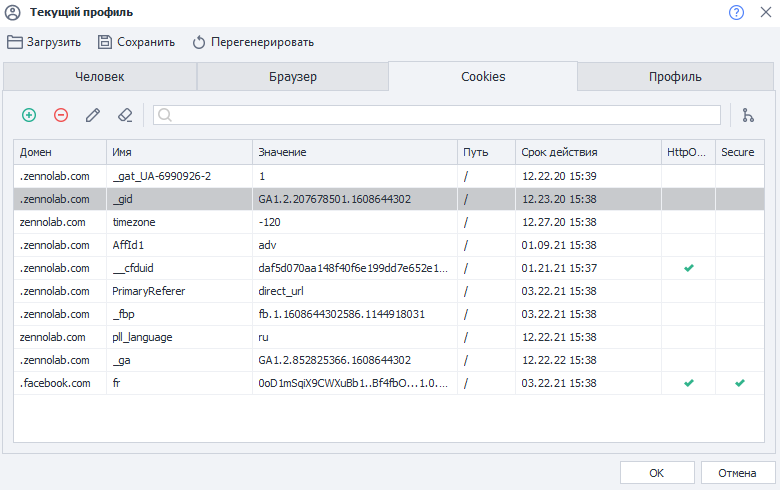 Текущий профиль
Загрузить Сохранить Перегенерировать
Человек Браузер Cookies Профиль
Домен Имя Значение Путь Срок действия HttpO... Secure
.zennolab.com _gat_UA-6990926-2 1 / 12.22.20 15:39
.zennolab.com _gid GA1.2.207678501.1608644302 / 12.23.20 15:38
zennolab.com timezone -120 / 12.27.20 15:38
.zennolab.com AffId1 adv / 01.09.21 15:38
.zennolab.com __cfduid daf5d070aa148f40f6e199dd7e652e1... / 01.21.21 15:37
.zennolab.com PrimaryReferer direct_url / 03.22.21 15:38
.zennolab.com _fbp fb.1.1608644302586.1144918031 / 03.22.21 15:38
zennolab.com pll_language ru / 12.22.21 15:38
.zennolab.com _ga GA1.2.852825366.1608644302 / 12.22.22 15:38
.facebook.com fr 0oD1mSqiX9CWXuBb1..Bf4fbO...1.0.... / 03.22.21 15:38
OK Отмена